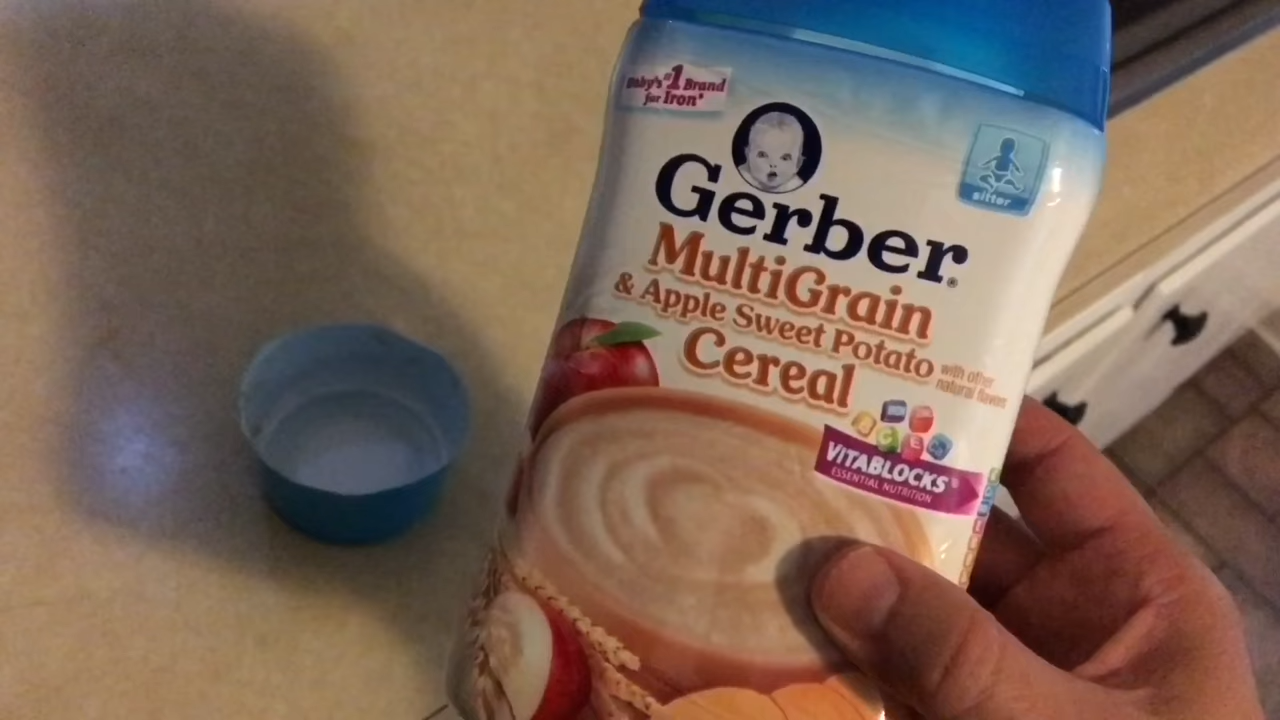 Baby's #1 Brand
for Iron*
sitter
Gerber®
MultiGrain
& Apple Sweet Potato
Cereal
with other
natural flavors
VITABLOCKS®
ESSENTIAL NUTRITION